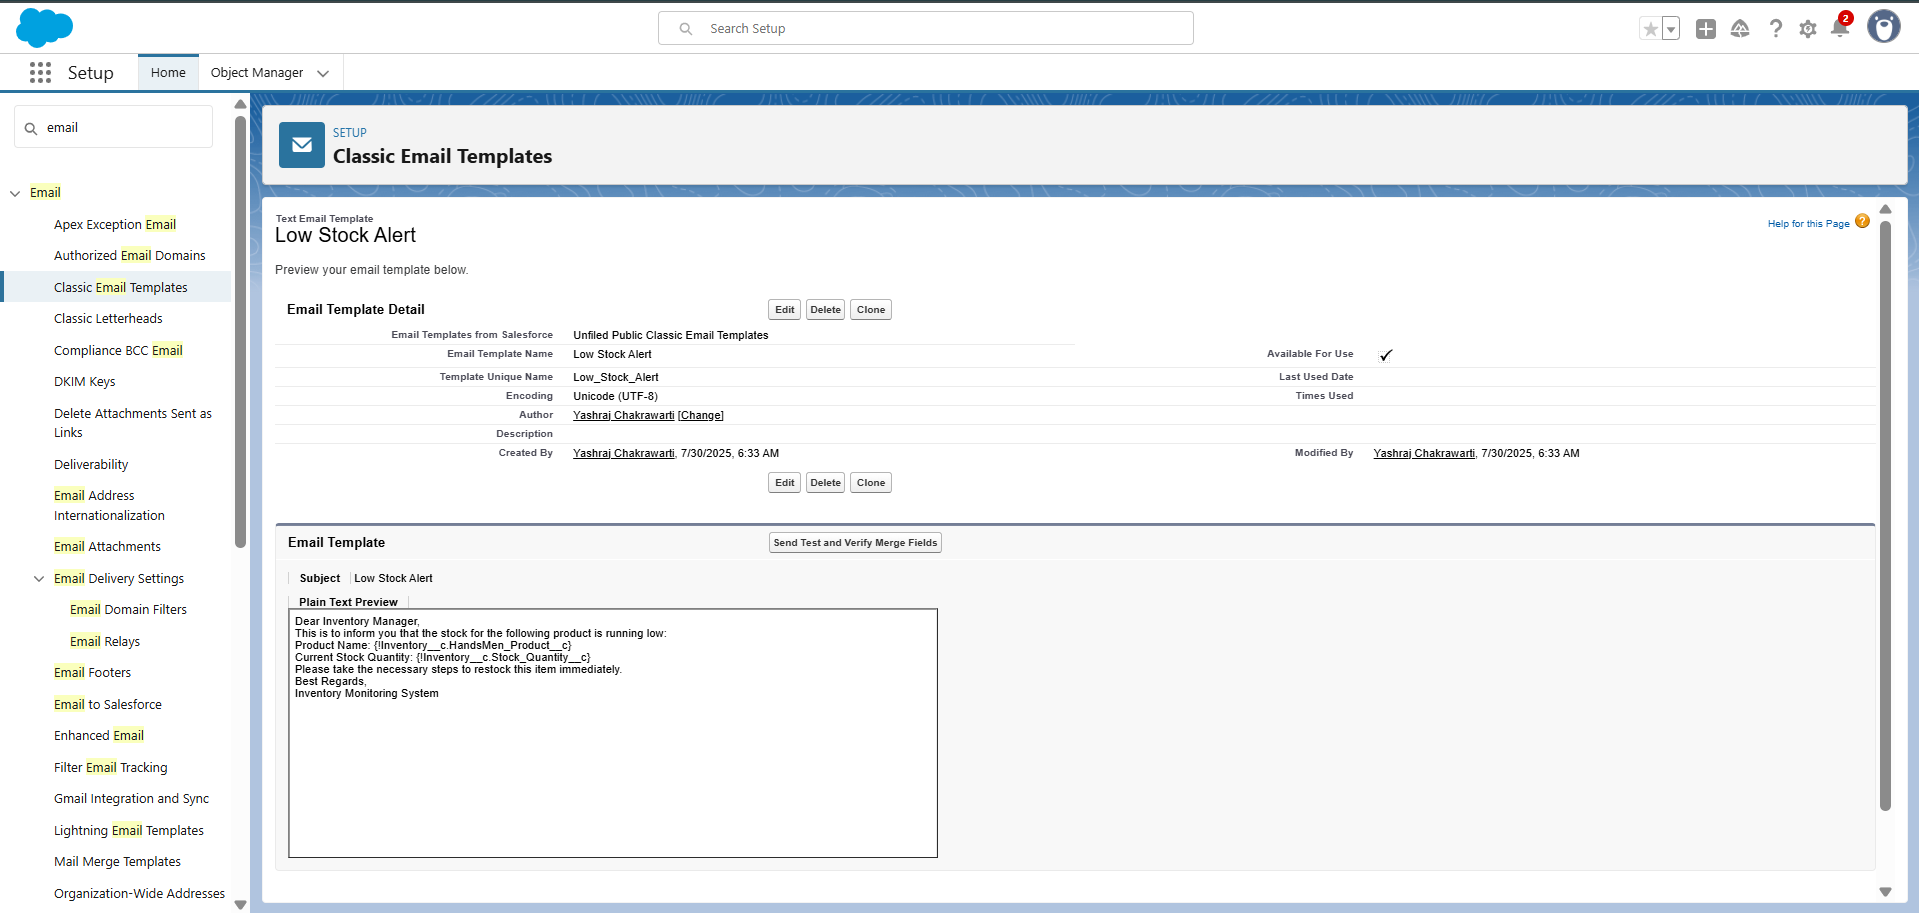 Search Setup
2
Setup
Home
Object Manager
email
Email
Apex Exception Email
Authorized Email Domains
Classic Email Templates
Classic Letterheads
Compliance BCC Email
DKIM Keys
Delete Attachments Sent as
Links
Deliverability
Email Address
Internationalization
Email Attachments
Email Delivery Settings
Email Domain Filters
Email Relays
Email Footers
Email to Salesforce
Enhanced Email
Filter Email Tracking
Gmail Integration and Sync
Lightning Email Templates
Mail Merge Templates
Organization-Wide Addresses
SETUP
Classic Email Templates
Text Email Template
Low Stock Alert
Help for this Page ?
Preview your email template below.
Email Template Detail Edit Delete Clone
Email Templates from Salesforce Unfiled Public Classic Email Templates
Email Template Name Low Stock Alert Available For Use ✓
Template Unique Name Low_Stock_Alert Last Used Date
Encoding Unicode (UTF-8) Times Used
Author Yashraj Chakrawarti [Change]
Description
Created By Yashraj Chakrawarti, 7/30/2025, 6:33 AM Modified By Yashraj Chakrawarti, 7/30/2025, 6:33 AM
Edit Delete Clone
Email Template Send Test and Verify Merge Fields
Subject Low Stock Alert
Plain Text Preview
Dear Inventory Manager,
This is to inform you that the stock for the following product is running low:
Product Name: {!Inventory__c.HandsMen_Product__c}
Current Stock Quantity: {!Inventory__c.Stock_Quantity__c}
Please take the necessary steps to restock this item immediately.
Best Regards,
Inventory Monitoring System